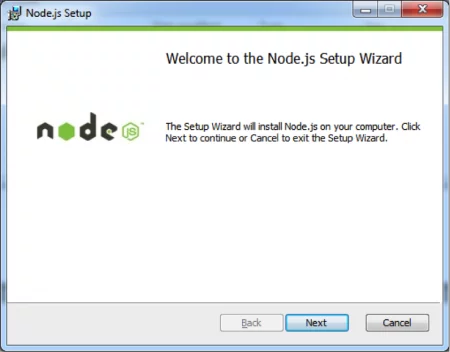 Node.js Setup
Welcome to the Node.js Setup Wizard
node
JS
™
The Setup Wizard will install Node.js on your computer. Click
Next to continue or Cancel to exit the Setup Wizard.
Back
Next
Cancel